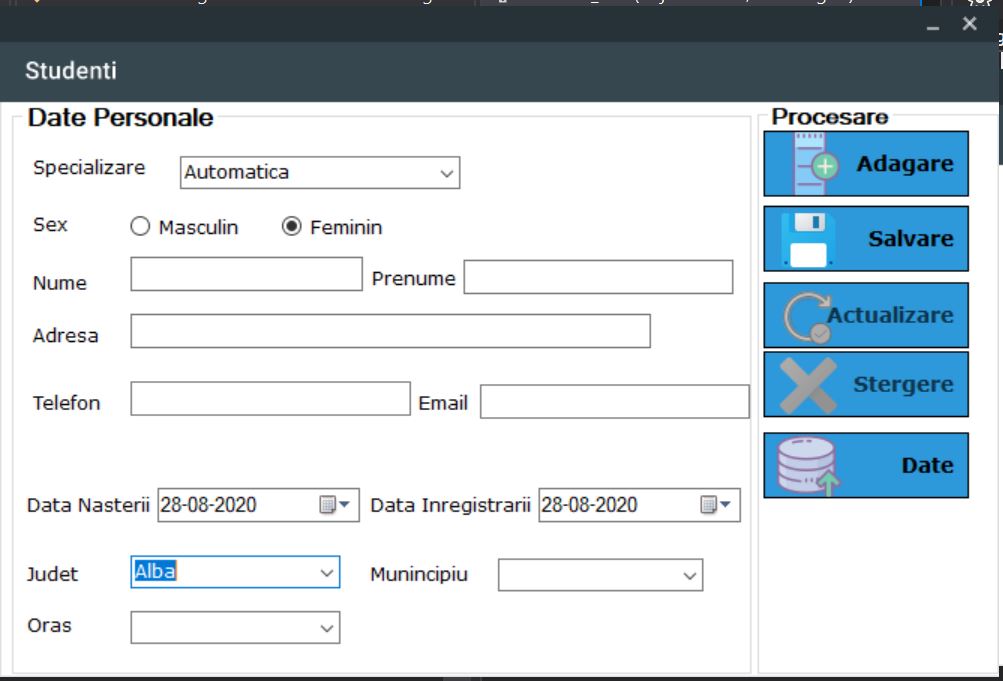 Studenti
Date Personale
Specializare Automatica
Sex Masculin Feminin
Nume Prenume
Adresa
Telefon Email
Data Nasterii 28-08-2020 Data Inregistrarii 28-08-2020
Judet Alba Munincipiu
Oras
Procesare
Adagare
Salvare
Actualizare
Stergere
Date